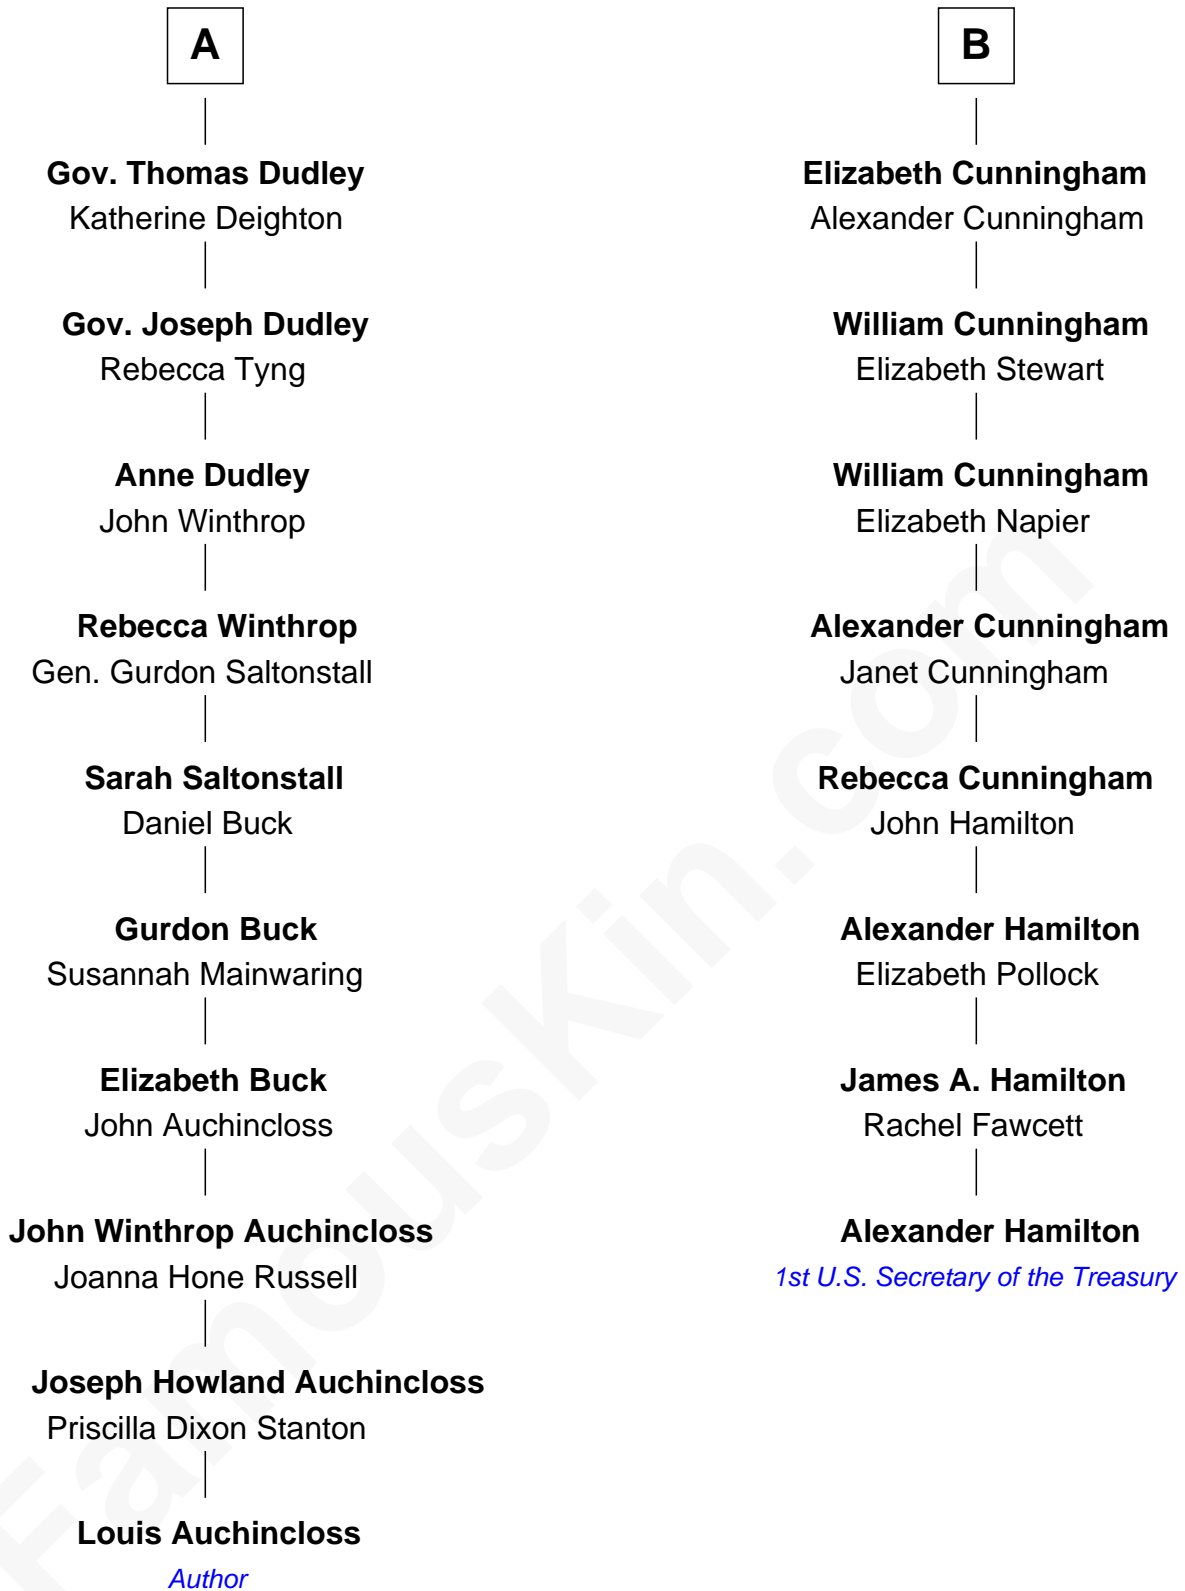 A
Gov. Thomas Dudley
Katherine Deighton
Gov. Joseph Dudley
Rebecca Tyng
Anne Dudley
John Winthrop
Rebecca Winthrop
Gen. Gurdon Saltonstall
Sarah Saltonstall
Daniel Buck
Gurdon Buck
Susannah Mainwaring
Elizabeth Buck
John Auchincloss
John Winthrop Auchincloss
Joanna Hone Russell
Joseph Howland Auchincloss
Priscilla Dixon Stanton
Louis Auchincloss
Author
B
Elizabeth Cunningham
Alexander Cunningham
William Cunningham
Elizabeth Stewart
William Cunningham
Elizabeth Napier
Alexander Cunningham
Janet Cunningham
Rebecca Cunningham
John Hamilton
Alexander Hamilton
Elizabeth Pollock
James A. Hamilton
Rachel Fawcett
Alexander Hamilton
1st U.S. Secretary of the Treasury
FamousKin.com